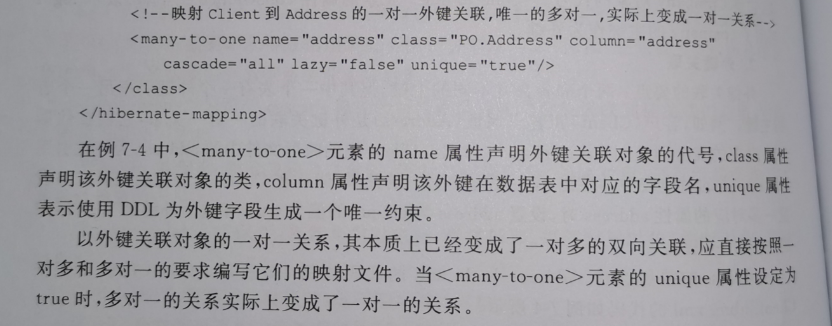 <!--映射 Client 到 Address 的一对一外键关联,唯一的多对一,实际上变成一对一关系-->
<many-to-one name="address" class="PO.Address" column="address"
cascade="all" lazy="false" unique="true"/>
</class>
</hibernate-mapping>
在例 7-4 中,<many-to-one>元素的 name 属性声明外键关联对象的代号,class 属性
声明该外键关联对象的类,column 属性声明该外键在数据表中对应的字段名,unique 属性
表示使用 DDL 为外键字段生成一个唯一约束。
以外键关联对象的一对一关系,其本质上已经变成了一对多的双向关联,应直接按照一
对多和多对一的要求编写它们的映射文件。当<many-to-one>元素的 unique 属性设定为
true 时,多对一的关系实际上变成了一对一的关系。